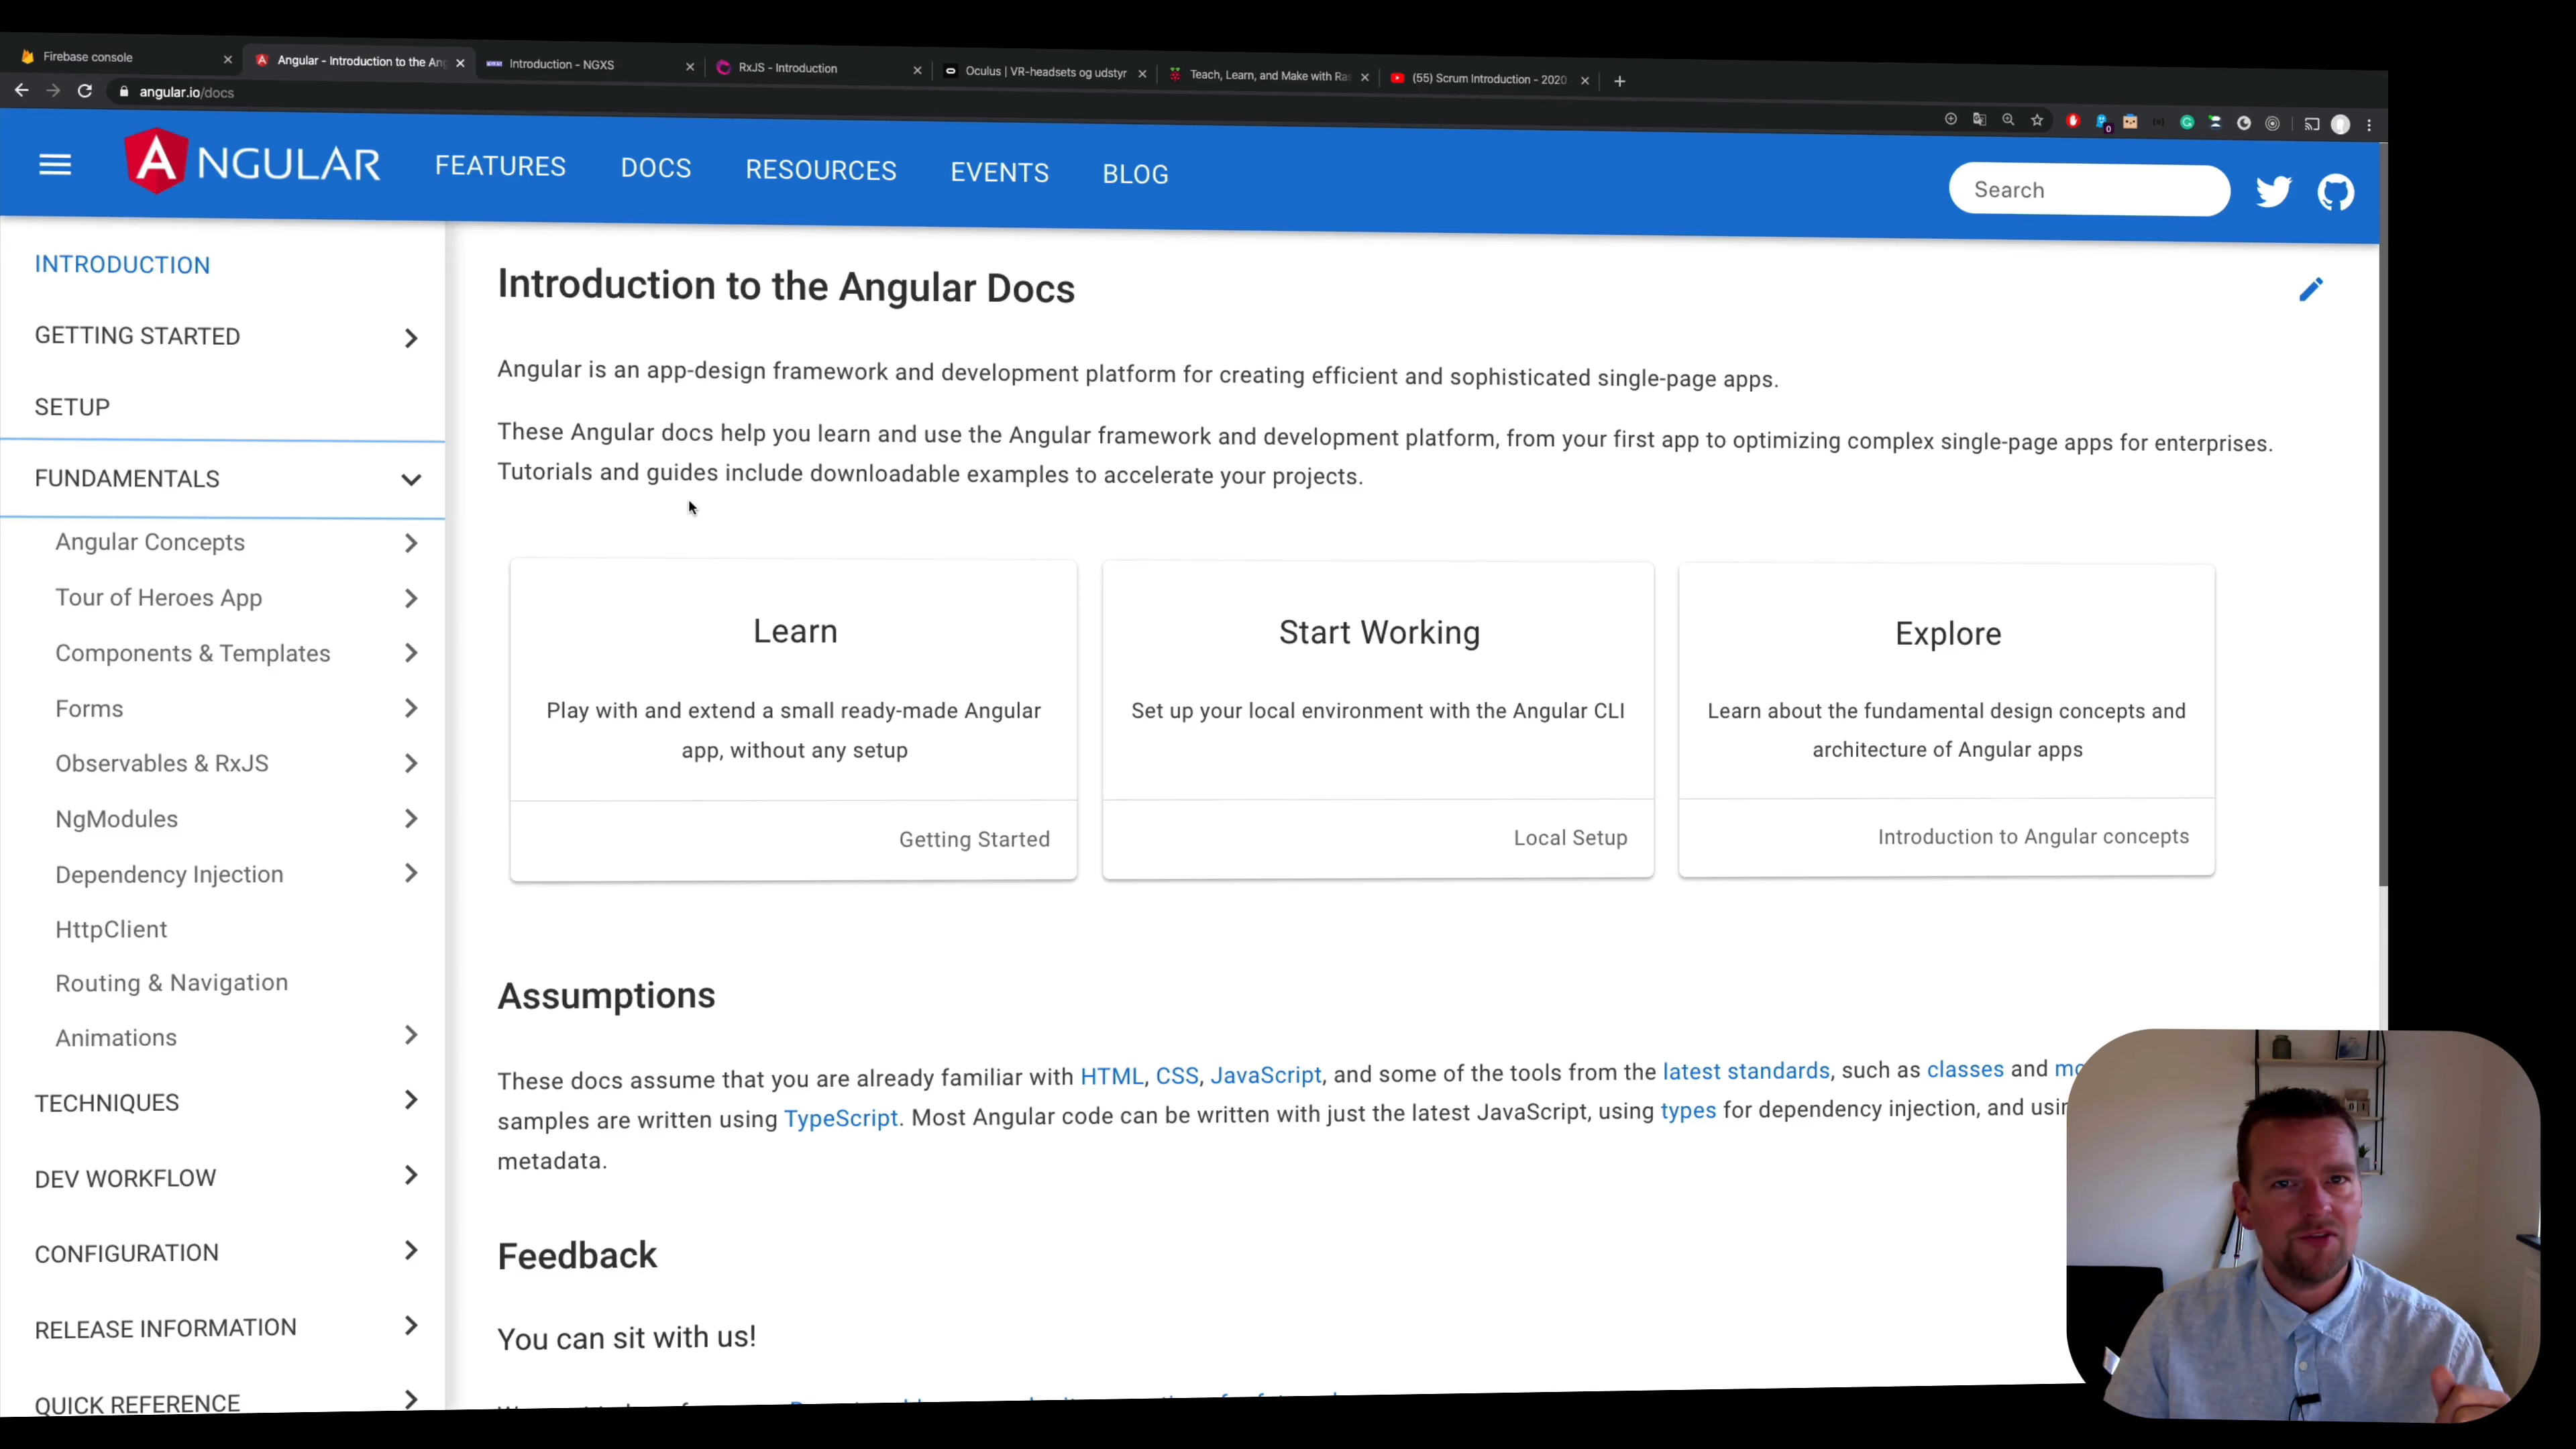 Firebase console
Angular - Introduction to the Ang
Introduction - NGXS
RxJS - Introduction
Oculus | VR-headsets og udstyr
Teach, Learn, and Make with Ras
(55) Scrum Introduction - 2020
angular.io/docs
0
ANGULAR
FEATURES
DOCS
RESOURCES
EVENTS
BLOG
Search
INTRODUCTION
GETTING STARTED
SETUP
FUNDAMENTALS
Angular Concepts
Tour of Heroes App
Components & Templates
Forms
Observables & RxJS
NgModules
Dependency Injection
HttpClient
Routing & Navigation
Animations
TECHNIQUES
DEV WORKFLOW
CONFIGURATION
RELEASE INFORMATION
QUICK REFERENCE
Introduction to the Angular Docs
Angular is an app-design framework and development platform for creating efficient and sophisticated single-page apps.
These Angular docs help you learn and use the Angular framework and development platform, from your first app to optimizing complex single-page apps for enterprises.
Tutorials and guides include downloadable examples to accelerate your projects.
Learn
Play with and extend a small ready-made Angular
app, without any setup
Getting Started
Start Working
Set up your local environment with the Angular CLI
Local Setup
Explore
Learn about the fundamental design concepts and
architecture of Angular apps
Introduction to Angular concepts
Assumptions
These docs assume that you are already familiar with HTML, CSS, JavaScript, and some of the tools from the latest standards, such as classes and mo
samples are written using TypeScript. Most Angular code can be written with just the latest JavaScript, using types for dependency injection, and usin
metadata.
Feedback
You can sit with us!